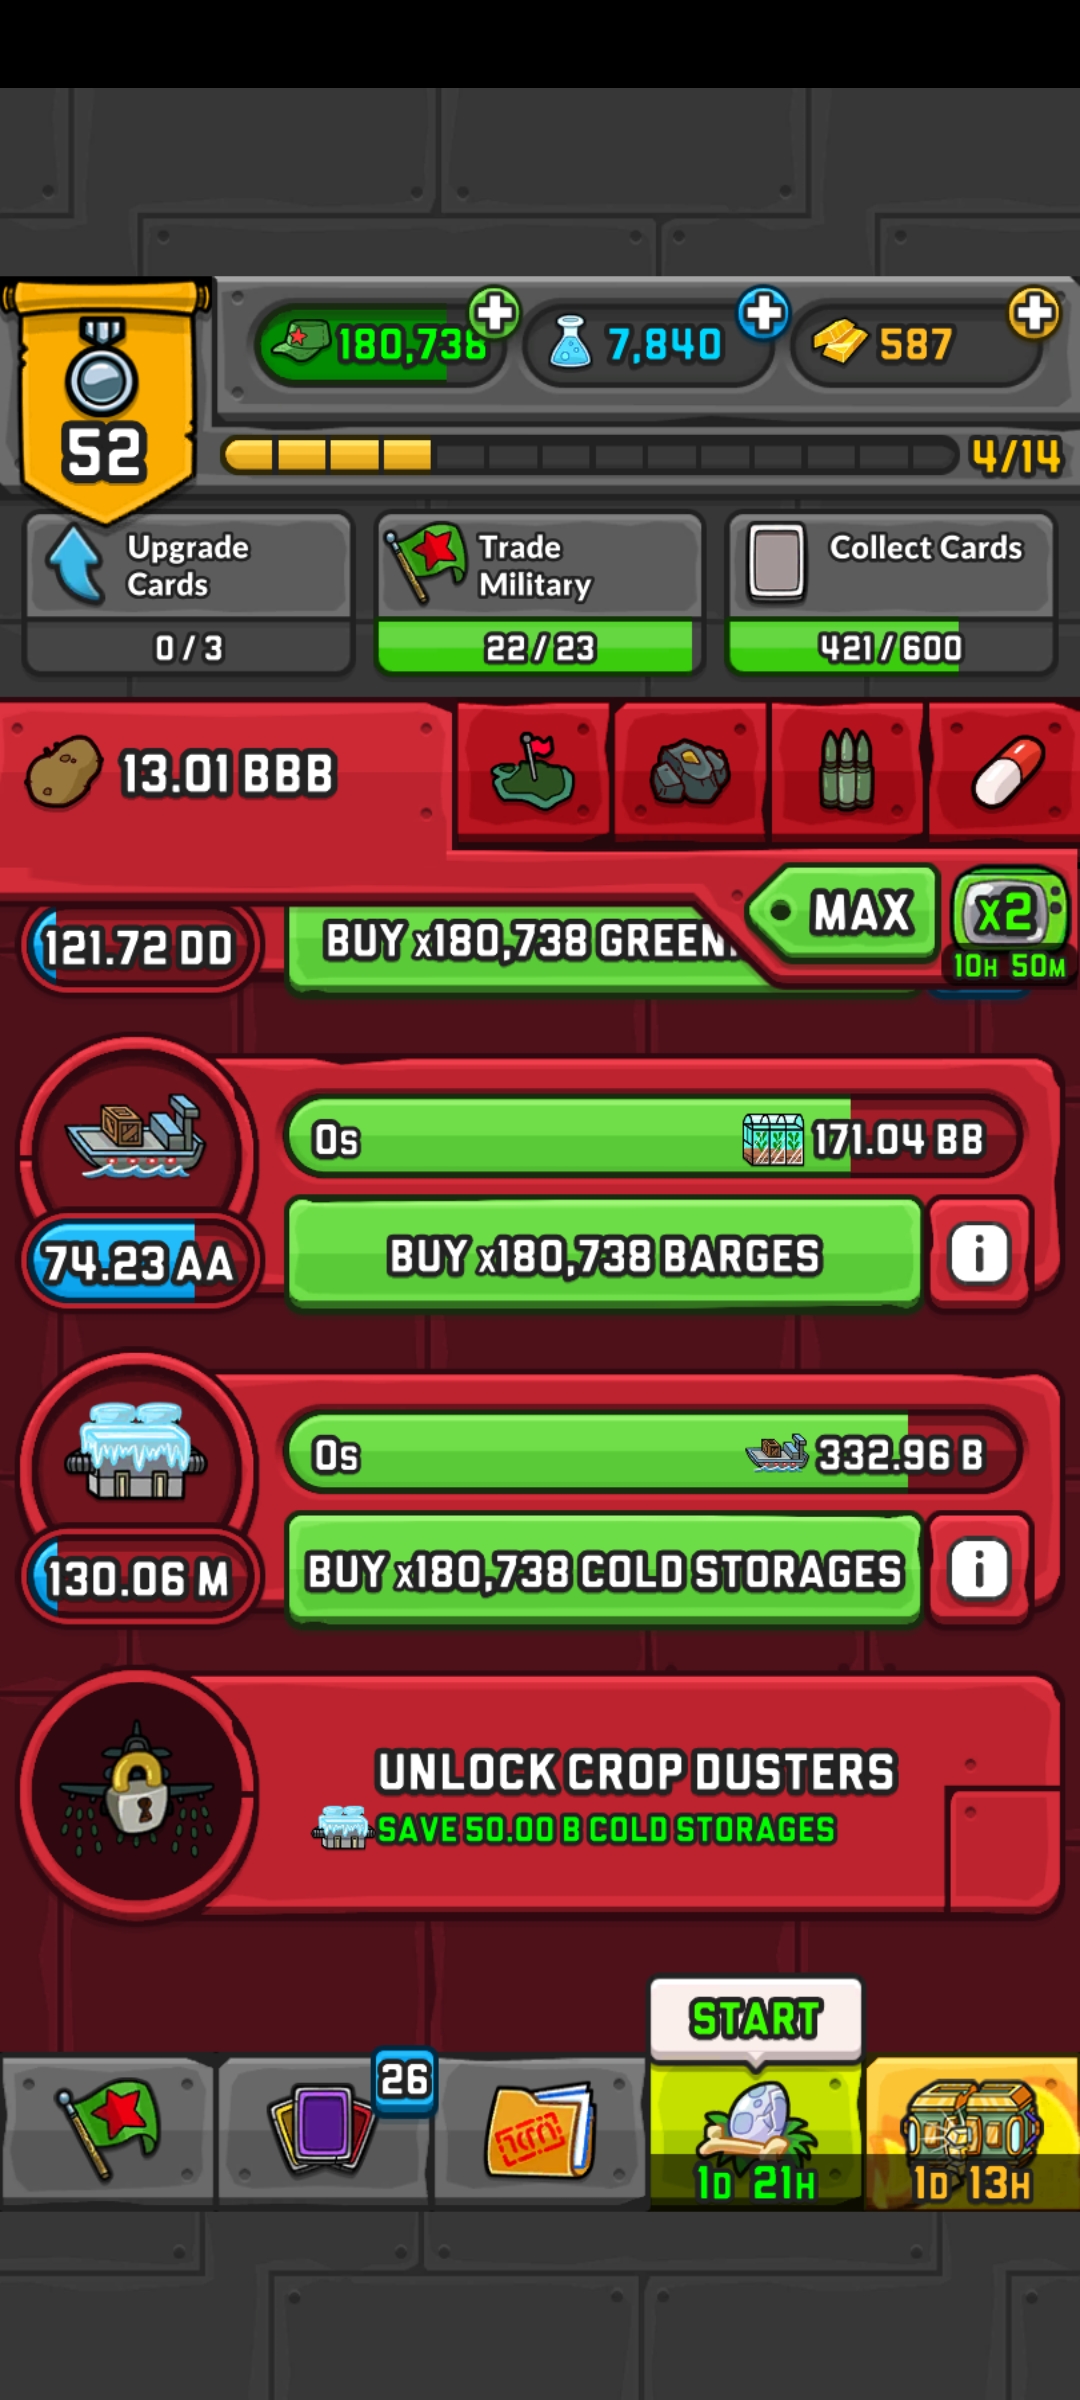 180,738
7,840
587
52
4/14
Upgrade Cards
0/3
Trade Military
22/23
Collect Cards
421/600
13.01 BBB
MAX
x2
10H 50M
121.72 DD
BUY x180,738 GREEN
0s
171.04 BB
74.23 AA
BUY x180,738 BARGES
i
0s
332.96 B
130.06 M
BUY x180,738 COLD STORAGES
i
UNLOCK CROP DUSTERS
SAVE 50.00 B COLD STORAGES
START
26
1D 21H
1D 13H